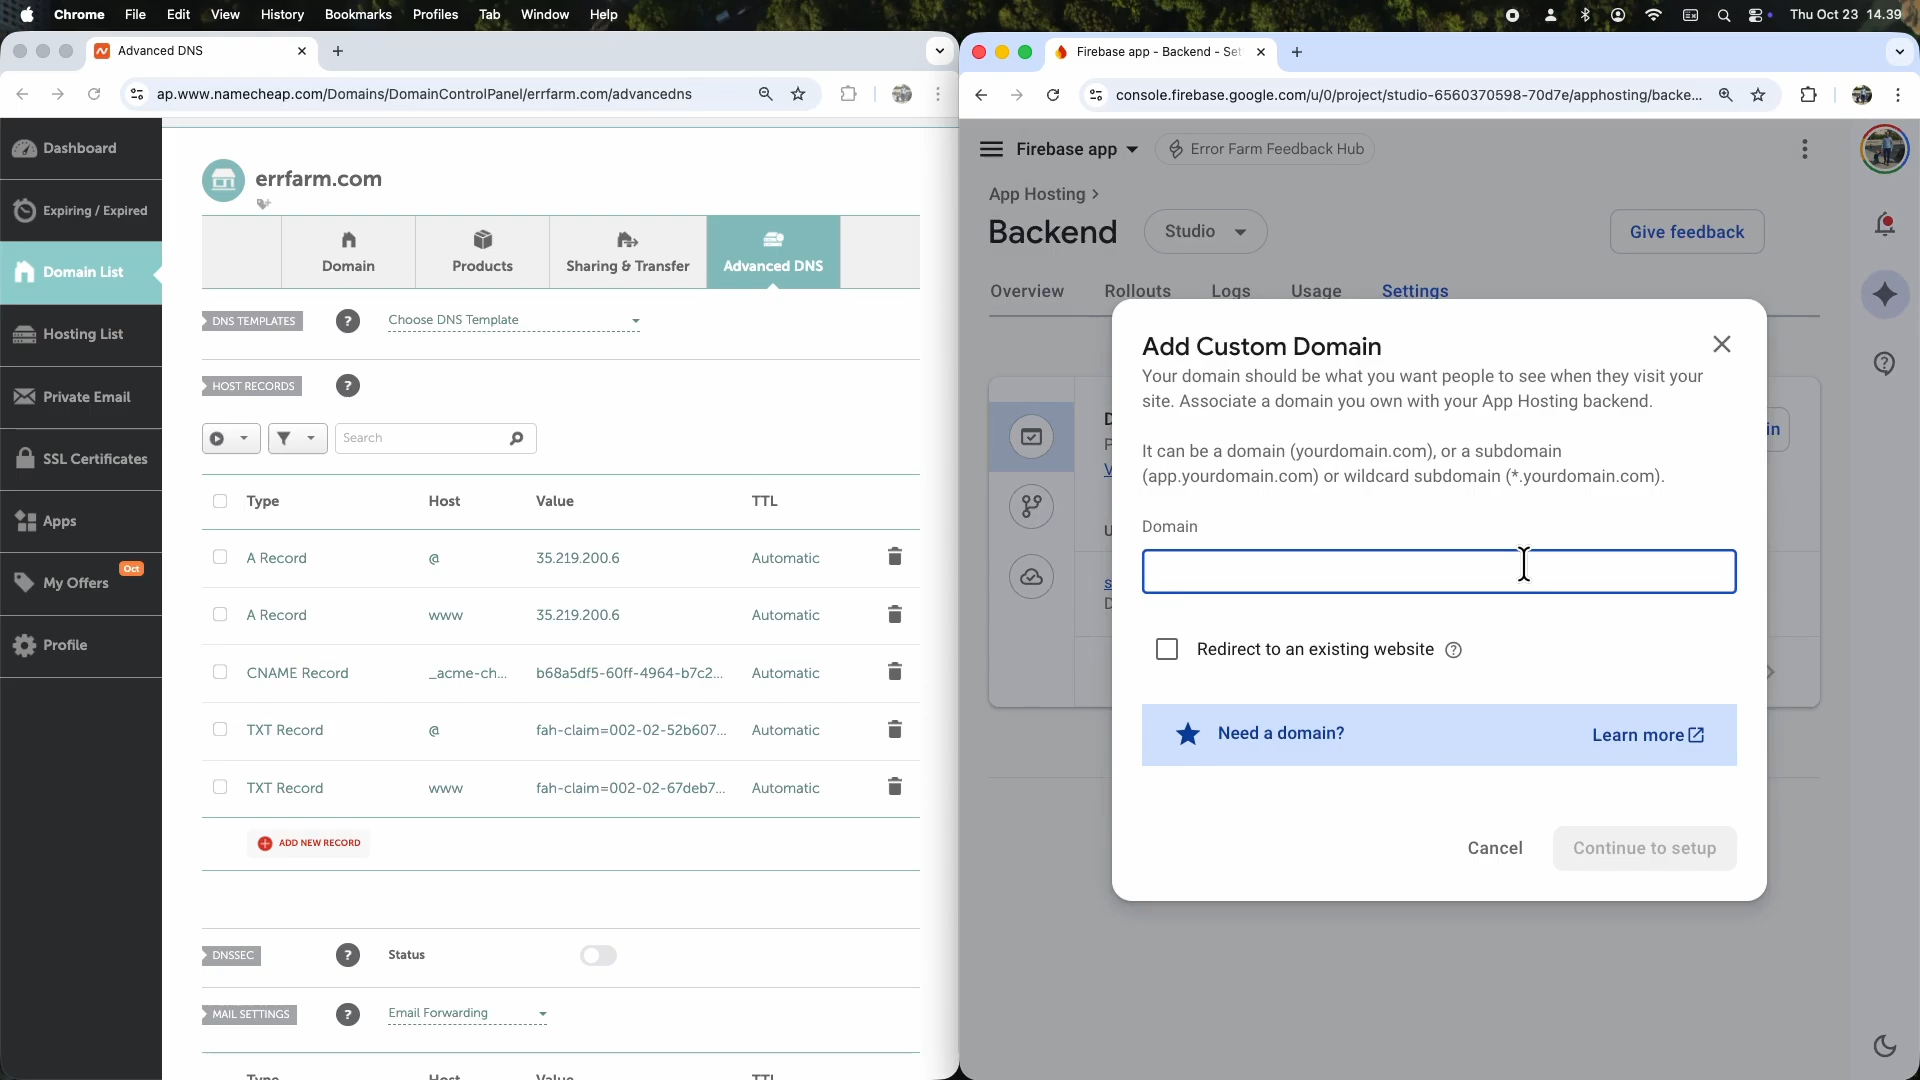 Chrome File Edit View History Bookmarks Profiles Tab Window Help
Thu Oct 23 14.39
Advanced DNS
ap.www.namecheap.com/Domains/DomainControlPanel/errfarm.com/advancedns
Dashboard
Expiring / Expired
Domain List
Hosting List
Private Email
SSL Certificates
Apps
Oct
My Offers
Profile
errfarm.com
Domain
Products
Sharing & Transfer
Advanced DNS
DNS TEMPLATES
?
Choose DNS Template
HOST RECORDS
?
Search
Type Host Value TTL
A Record @ 35.219.200.6 Automatic
A Record www 35.219.200.6 Automatic
CNAME Record _acme-ch... b68a5df5-60ff-4964-b7c2... Automatic
TXT Record @ fah-claim=002-02-52b607... Automatic
TXT Record www fah-claim=002-02-67deb7... Automatic
ADD NEW RECORD
DNSSEC
?
Status
MAIL SETTINGS
?
Email Forwarding
Type Host Value TTL
Firebase app - Backend - Set
console.firebase.google.com/u/0/project/studio-6560370598-70d7e/apphosting/backe...
Firebase app
Error Farm Feedback Hub
App Hosting >
Backend
Studio
Give feedback
Overview Rollouts Logs Usage Settings
Add Custom Domain
Your domain should be what you want people to see when they visit your
site. Associate a domain you own with your App Hosting backend.
It can be a domain (yourdomain.com), or a subdomain
(app.yourdomain.com) or wildcard subdomain (*.yourdomain.com).
Domain
Redirect to an existing website
Need a domain?
Learn more
Cancel
Continue to setup